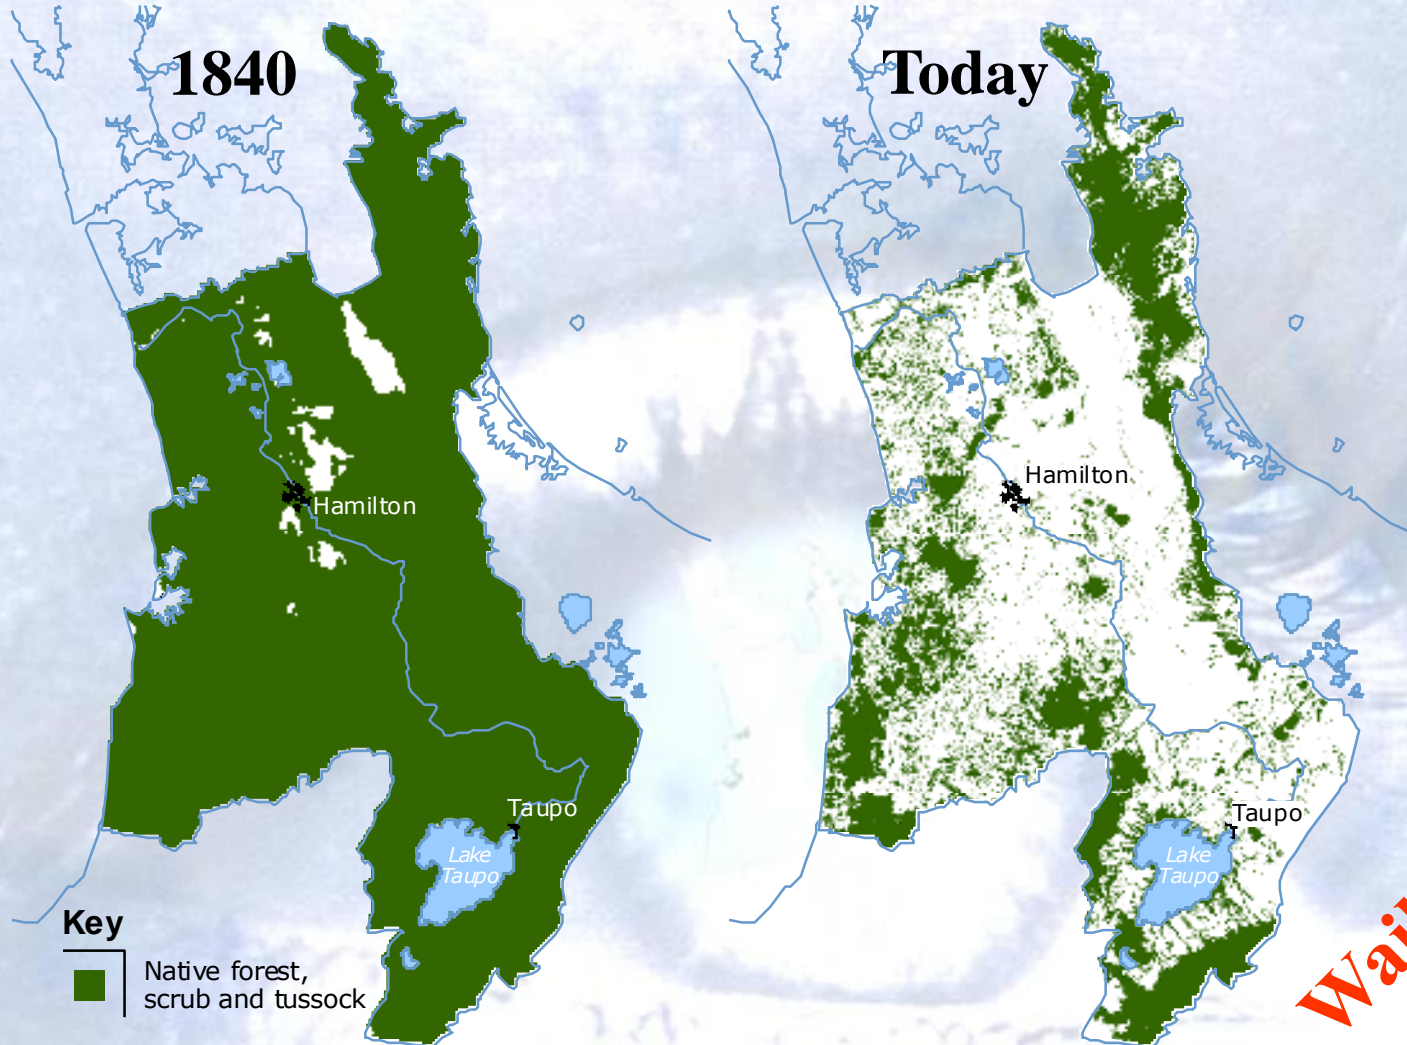 1840
Today
Hamilton
Hamilton
Taupo
Taupo
Lake
Taupo
Lake
Taupo
Key
Native forest,
scrub and tussock